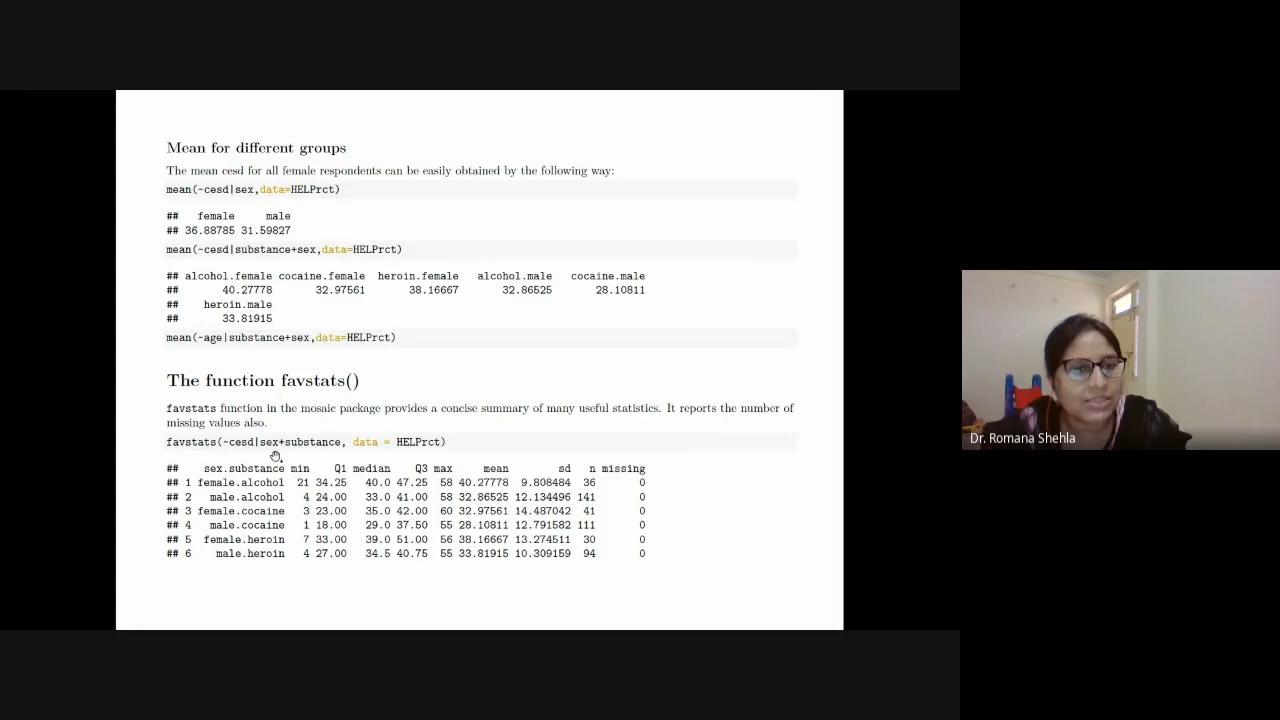 Mean for different groups
The mean cesd for all female respondents can be easily obtained by the following way:
mean(~cesd|sex,data=HELPrct)
##   female     male
## 36.88785 31.59827
mean(~cesd|substance+sex,data=HELPrct)
## alcohol.female cocaine.female  heroin.female   alcohol.male   cocaine.male
##       40.27778       32.97561       38.16667       32.86525       28.10811
##    heroin.male
##       33.81915
mean(~age|substance+sex,data=HELPrct)
The function favstats()
favstats function in the mosaic package provides a concise summary of many useful statistics. It reports the number of
missing values also.
favstats(~cesd|sex+substance, data = HELPrct)
##    sex.substance min    Q1 median    Q3 max     mean        sd   n missing
## 1 female.alcohol  21 34.25   40.0 47.25  58 40.27778  9.808484  36       0
## 2   male.alcohol   4 24.00   33.0 41.00  58 32.86525 12.134496 141       0
## 3 female.cocaine   3 23.00   35.0 42.00  60 32.97561 14.487042  41       0
## 4   male.cocaine   1 18.00   29.0 37.50  55 28.10811 12.791582 111       0
## 5  female.heroin   7 33.00   39.0 51.00  56 38.16667 13.274511  30       0
## 6    male.heroin   4 27.00   34.5 40.75  55 33.81915 10.309159  94       0
Dr. Romana Shehla